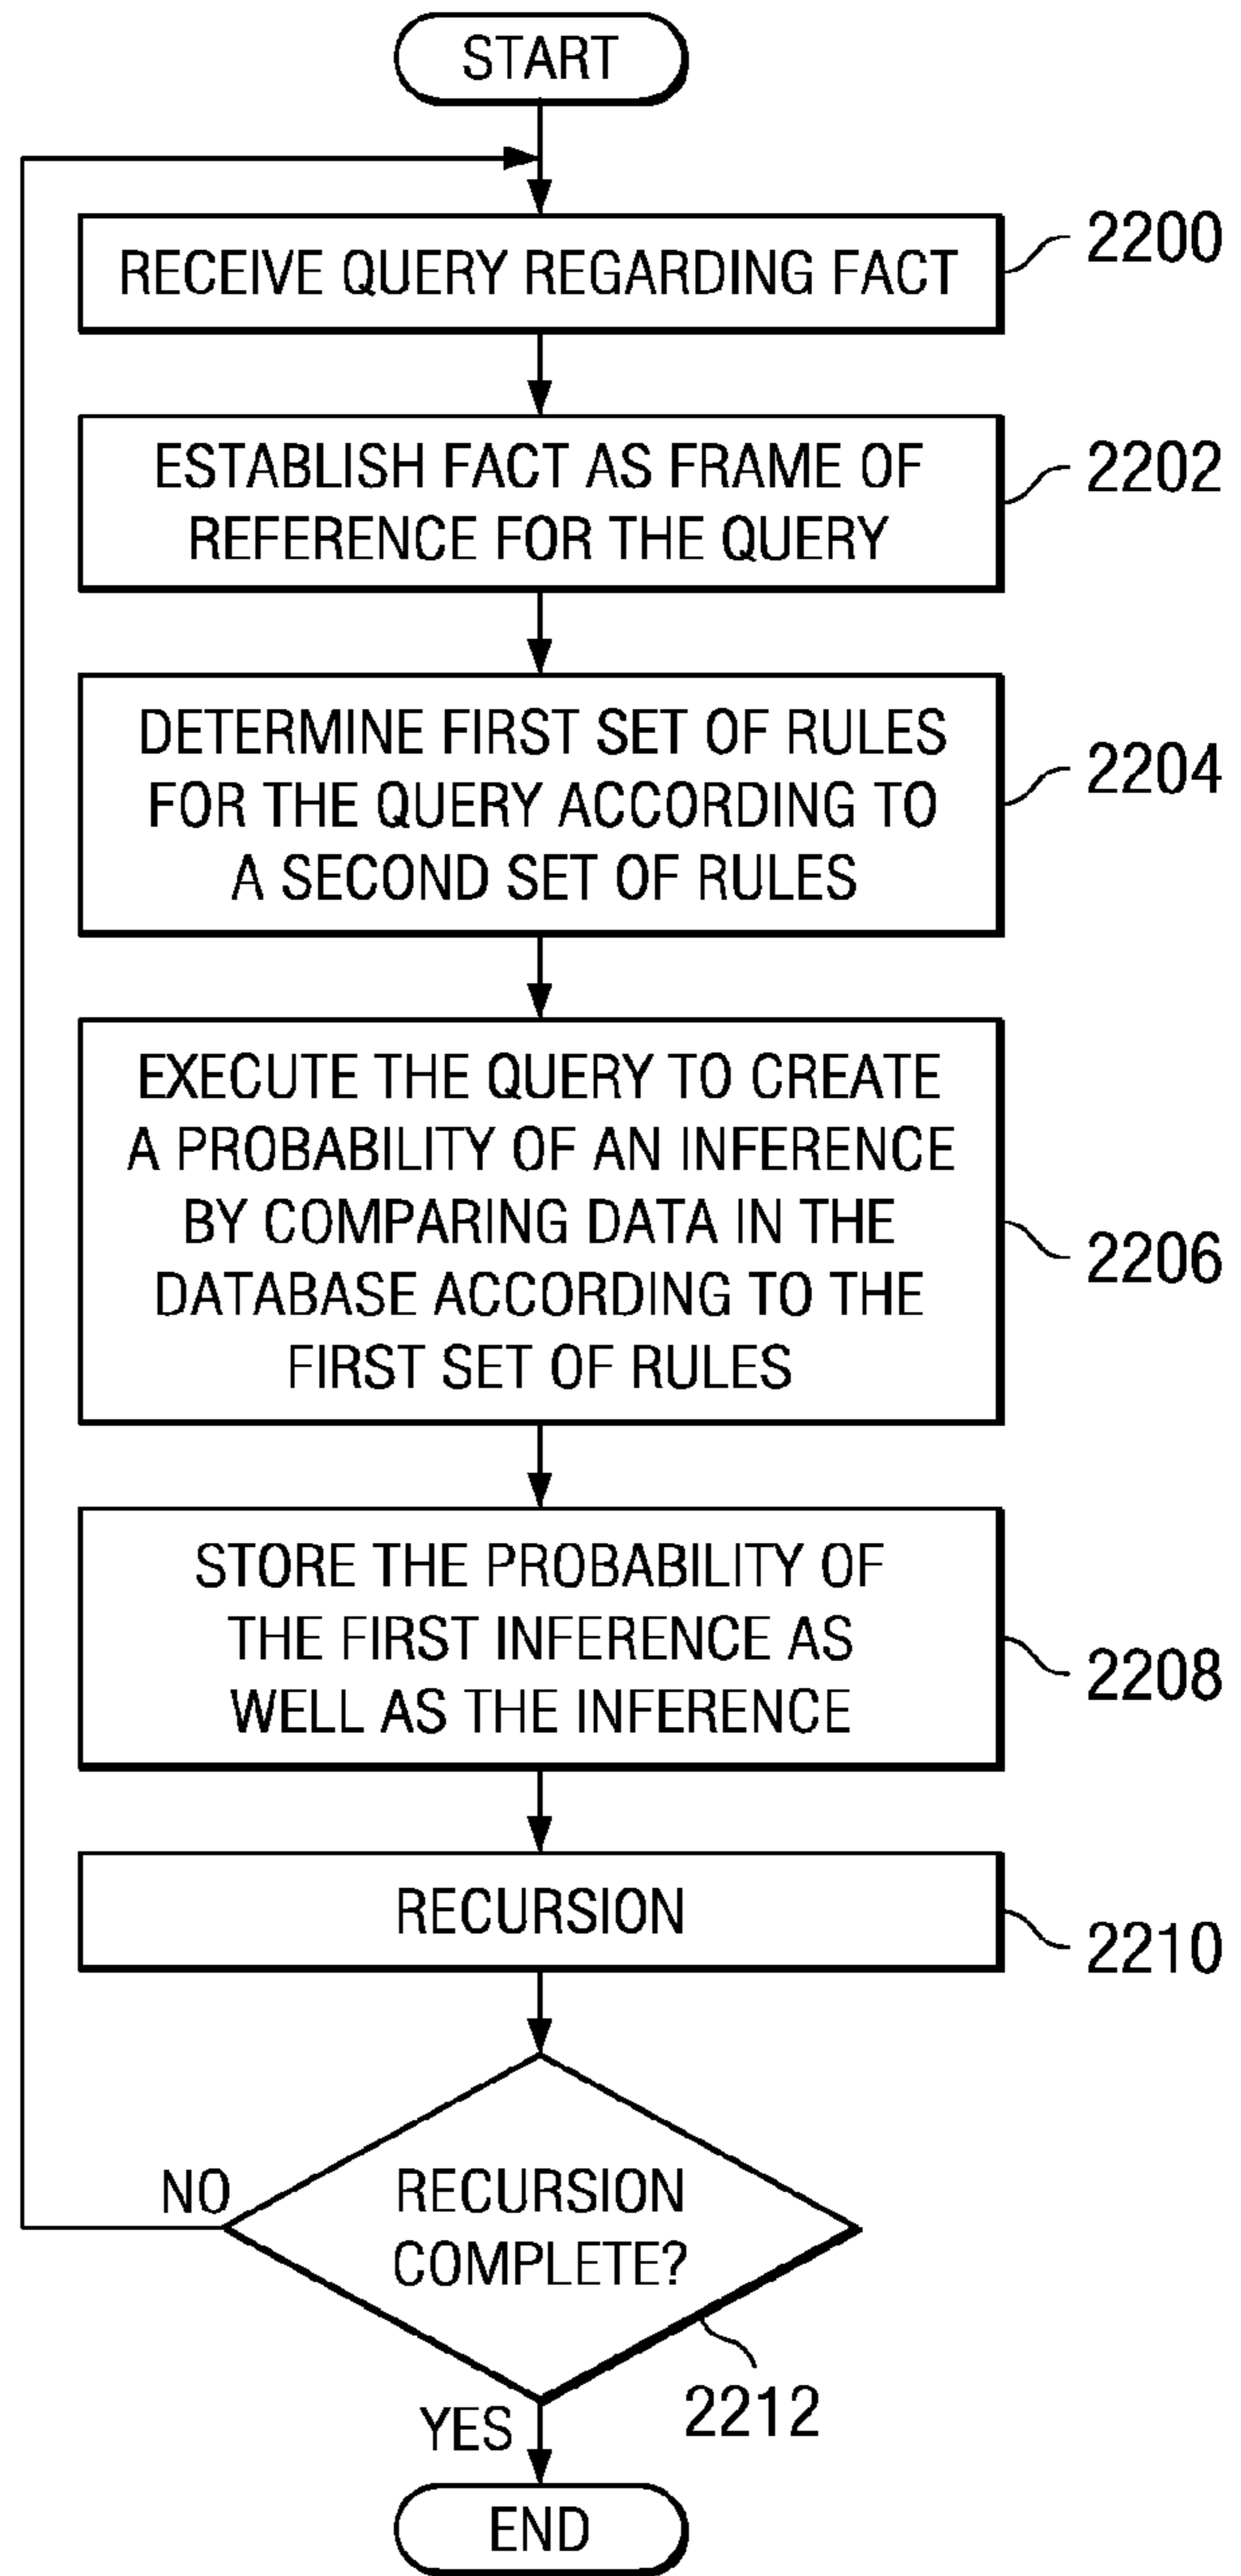 START
RECEIVE QUERY REGARDING FACT
2200
ESTABLISH FACT AS FRAME OF
REFERENCE FOR THE QUERY
2202
DETERMINE FIRST SET OF RULES
FOR THE QUERY ACCORDING TO
A SECOND SET OF RULES
2204
EXECUTE THE QUERY TO CREATE
A PROBABILITY OF AN INFERENCE
BY COMPARING DATA IN THE
DATABASE ACCORDING TO THE
FIRST SET OF RULES
2206
STORE THE PROBABILITY OF
THE FIRST INFERENCE AS
WELL AS THE INFERENCE
2208
RECURSION
2210
NO
RECURSION
COMPLETE?
2212
YES
END